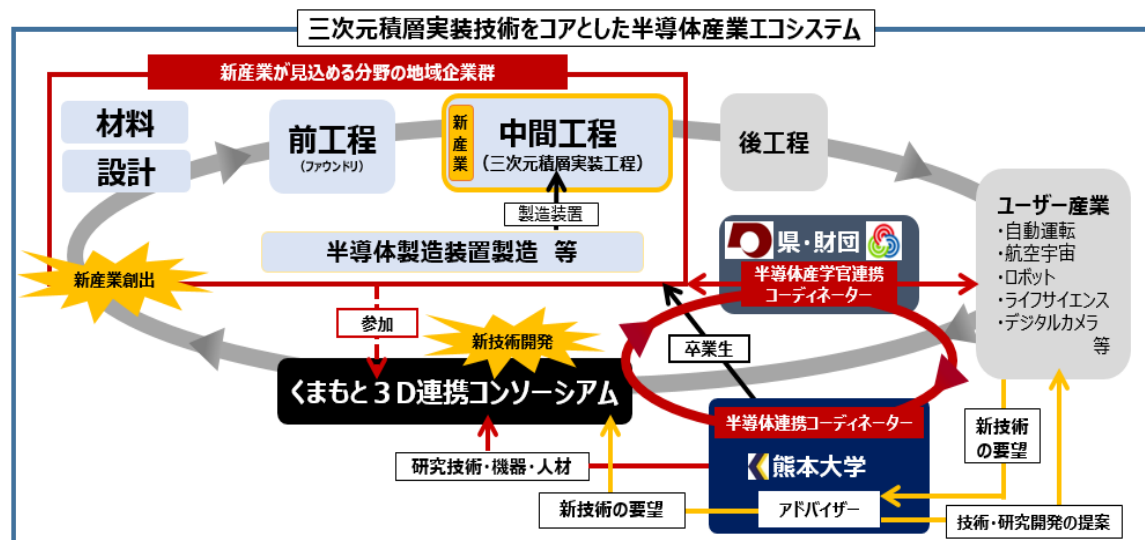 三次元積層実装技術をコアとした半導体産業エコシステム
新産業が見込める分野の地域企業群
材料
設計
前工程
(ファウンドリ)
新産業
中間工程
(三次元積層実装工程)
後工程
製造装置
半導体製造装置製造 等
ユーザー産業
・自動運転
・航空宇宙
・ロボット
・ライフサイエンス
・デジタルカメラ
等
県・財団
半導体産学官連携
コーディネーター
新産業創出
参加
新技術開発
卒業生
くまもと3D連携コンソーシアム
半導体連携コーディネーター
熊本大学
アドバイザー
研究技術・機器・人材
新技術の要望
新技術
の要望
技術・研究開発の提案